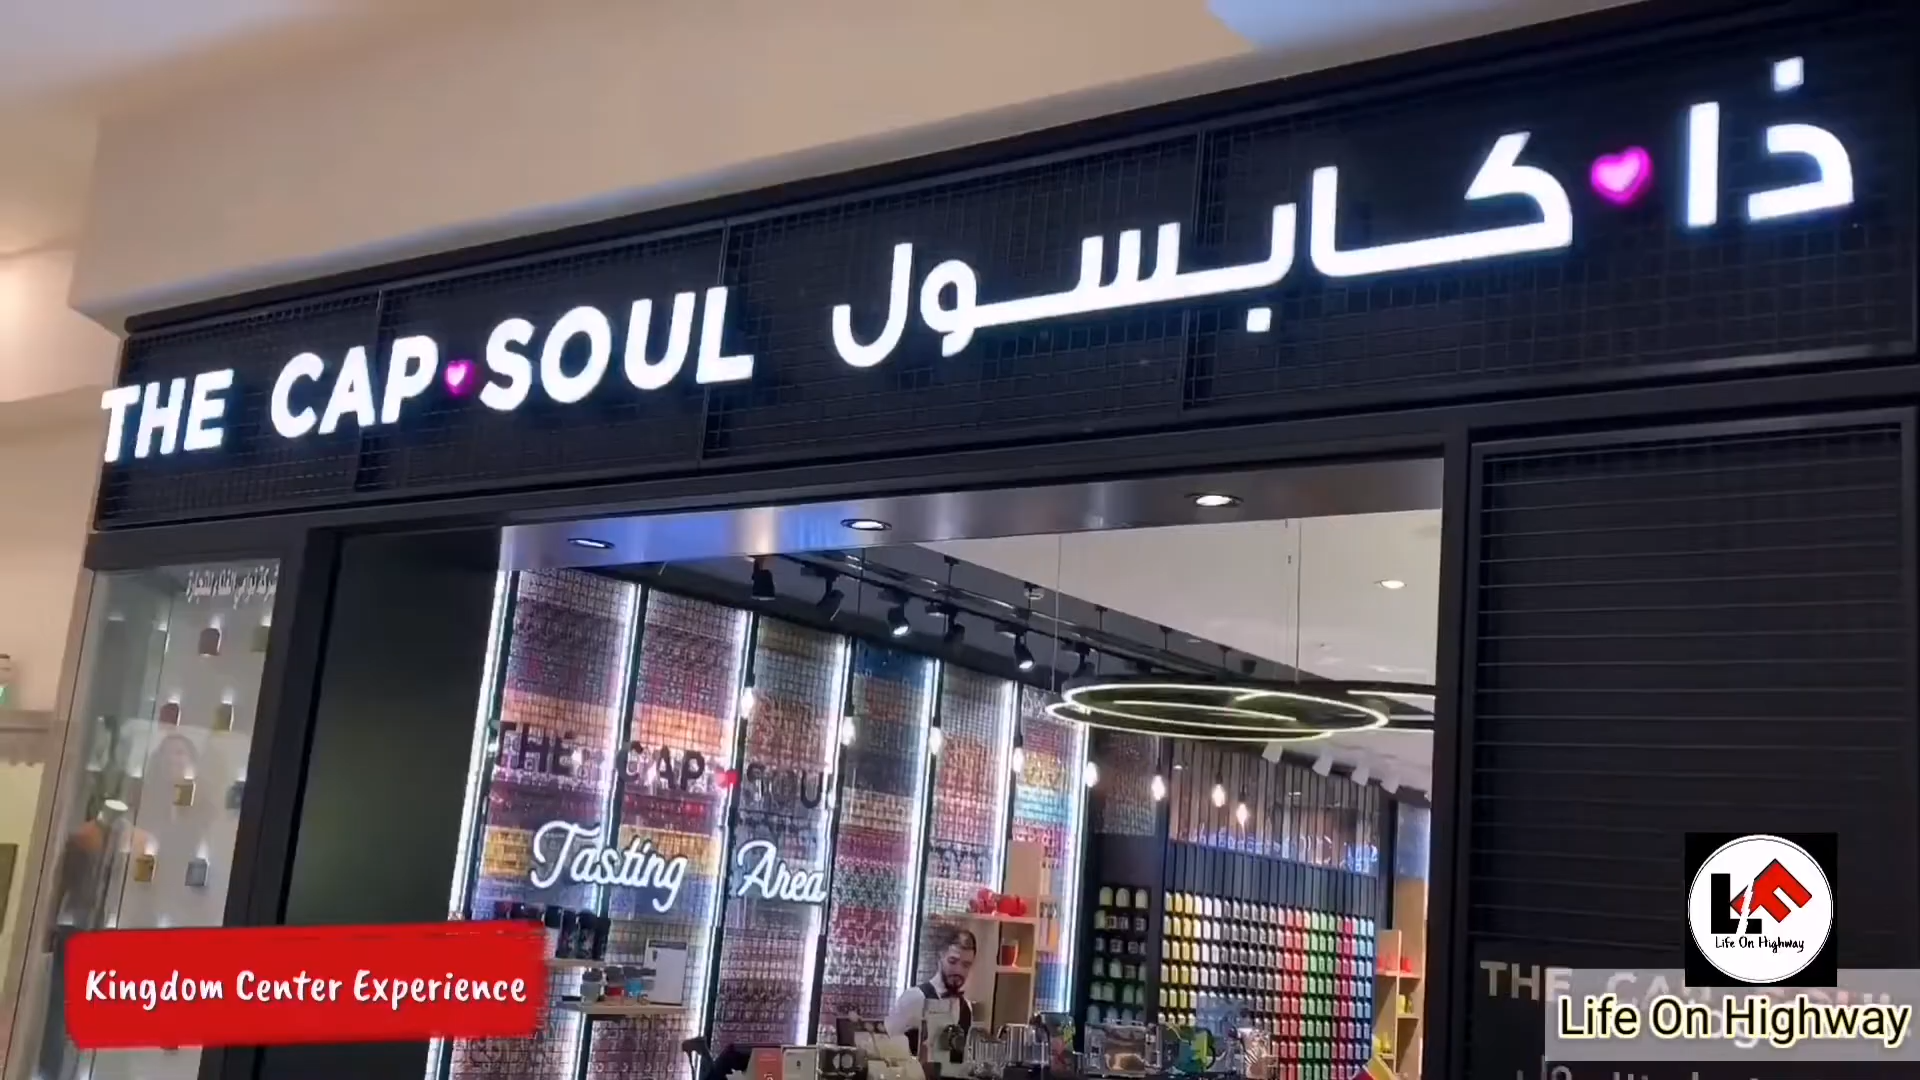 THE CAP SOUL ذا كابسول
THE CAP SOUL
Tasting Area
Kingdom Center Experience
Life On Highway
THE
Life On Highway